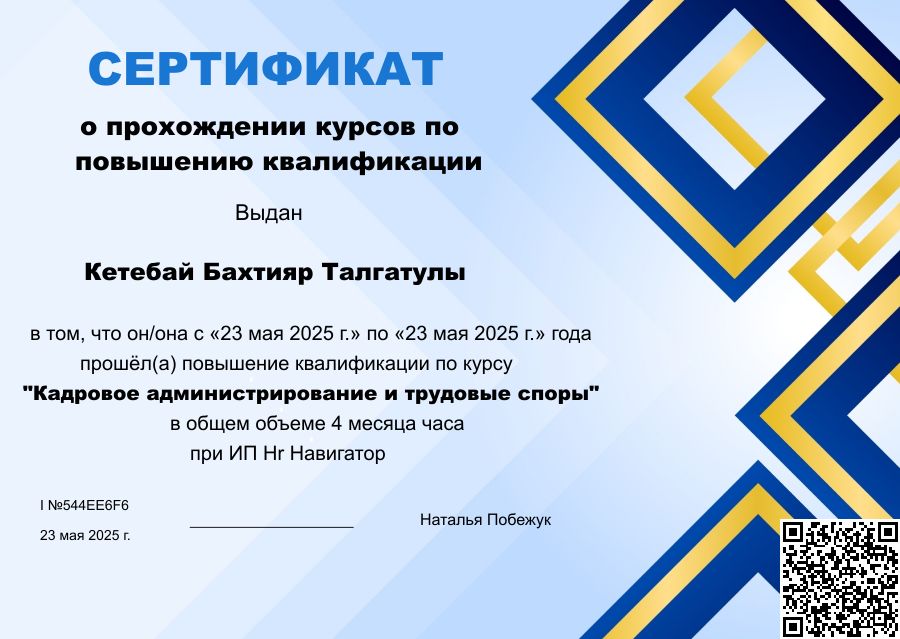 СЕРТИФИКАТ
о прохождении курсов по
повышению квалификации
Выдан
Кетебай Бахтияр Талгатулы
в том, что он/она с «23 мая 2025 г.» по «23 мая 2025 г.» года
прошёл(а) повышение квалификации по курсу
"Кадровое администрирование и трудовые споры"
в общем объеме 4 месяца часа
при ИП Hr Навигатор
I №544EE6F6
23 мая 2025 г.
Наталья Побежук